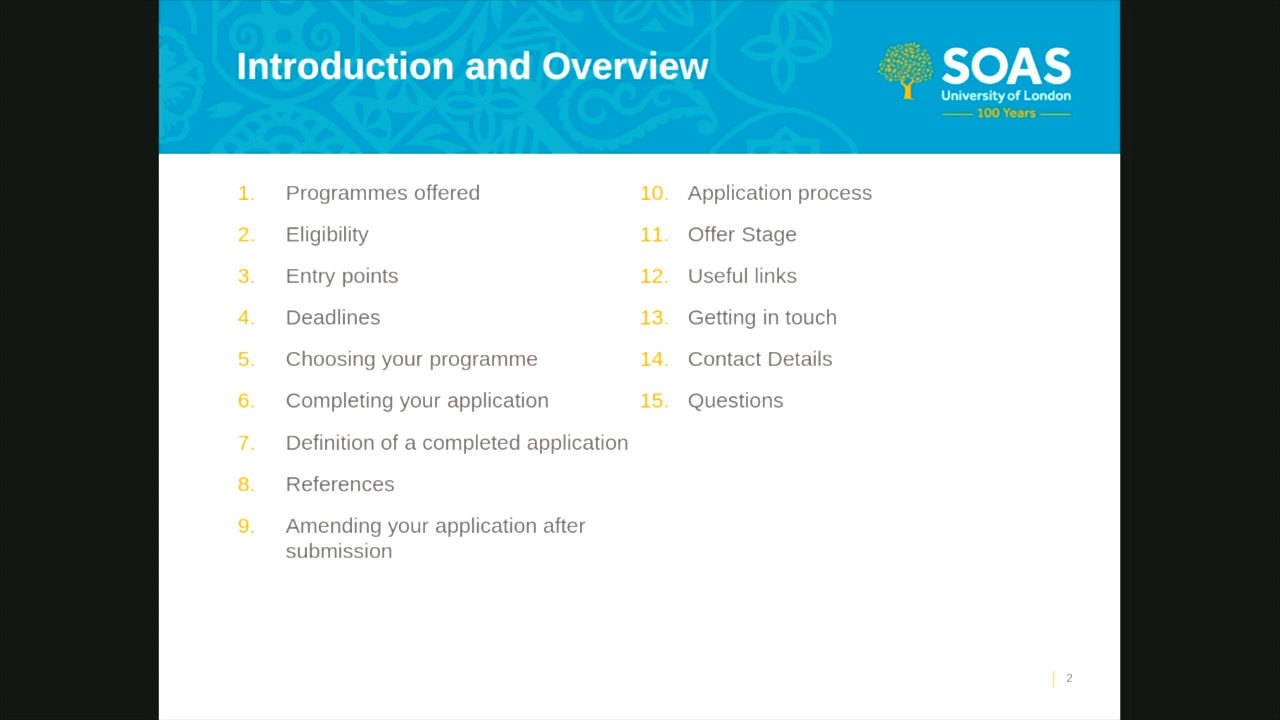 Introduction and Overview
SOAS
University of London
100 Years
1. Programmes offered
2. Eligibility
3. Entry points
4. Deadlines
5. Choosing your programme
6. Completing your application
7. Definition of a completed application
8. References
9. Amending your application after
submission
10. Application process
11. Offer Stage
12. Useful links
13. Getting in touch
14. Contact Details
15. Questions
2